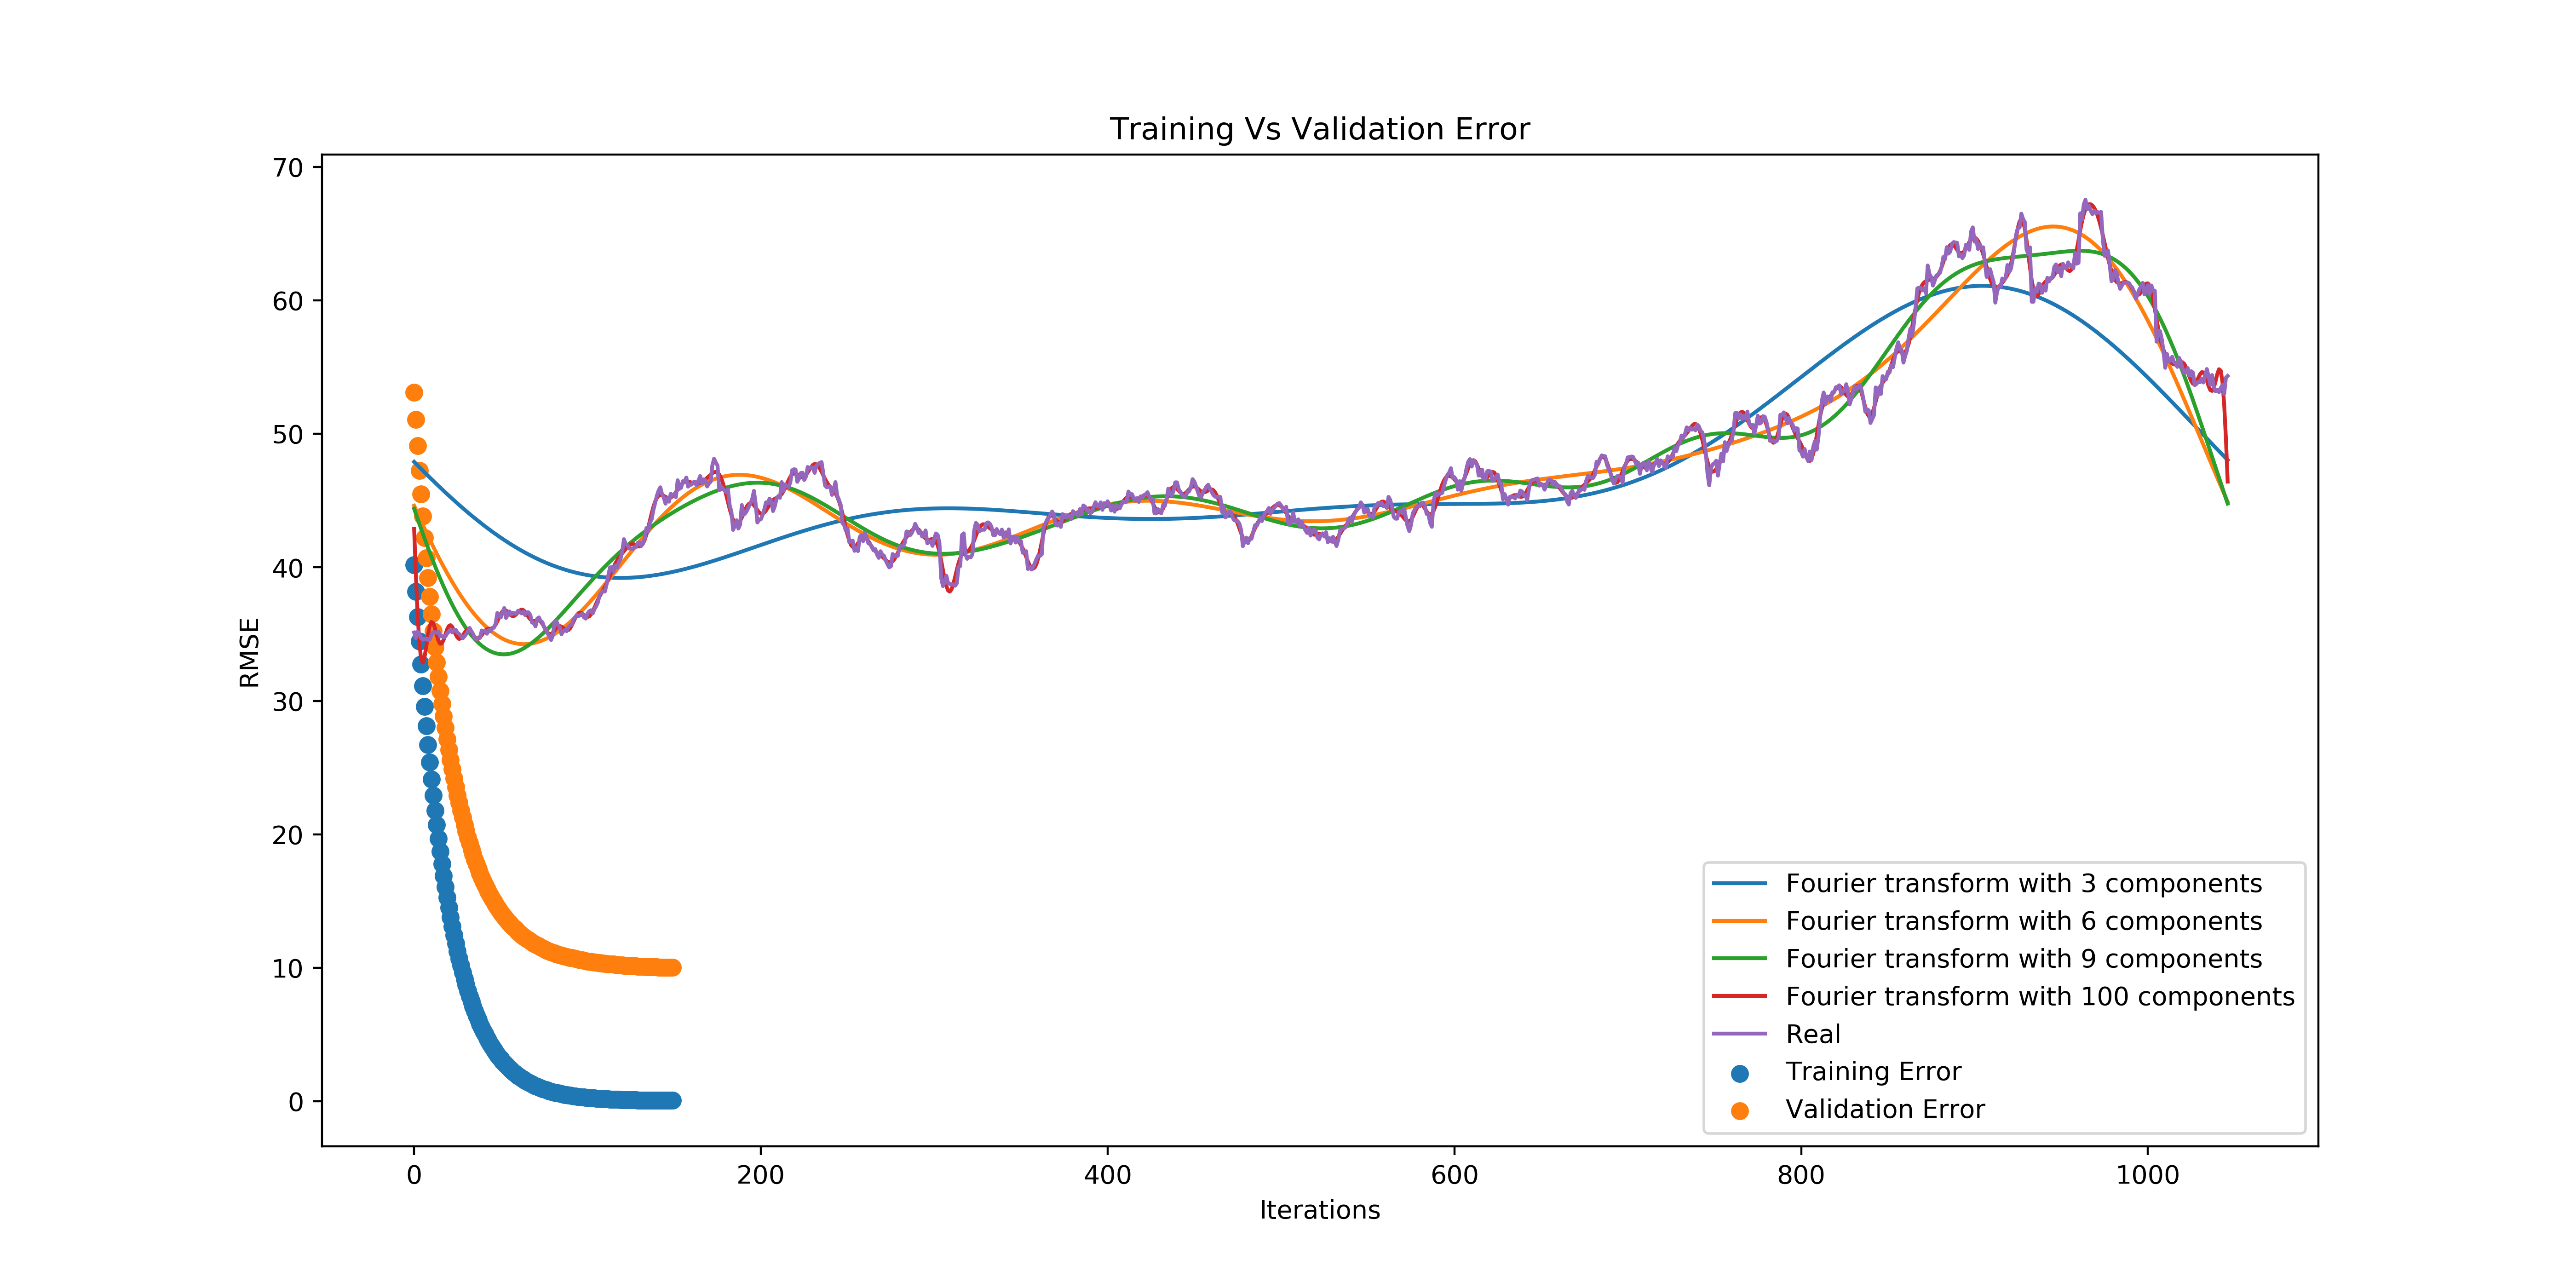 Training Vs Validation Error
70
60
50
40
30
20
10
0
RMSE
0 200 400 600 800 1000
Iterations
Fourier transform with 3 components
Fourier transform with 6 components
Fourier transform with 9 components
Fourier transform with 100 components
Real
Training Error
Validation Error